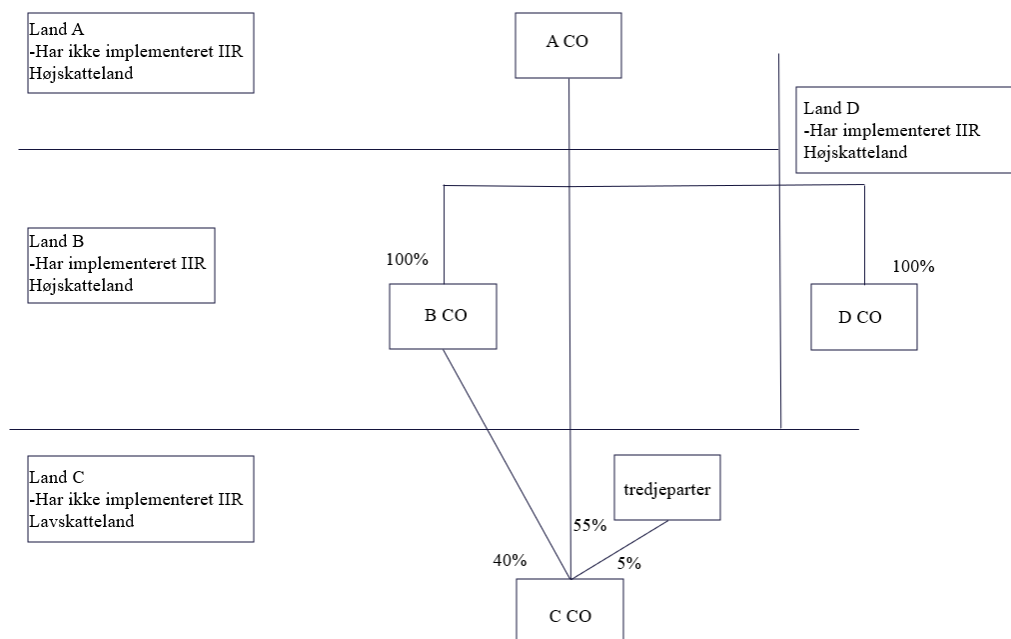 Land A
-Har ikke implementeret IIR
Højskatteland
A CO
Land D
-Har implementeret IIR
Højskatteland
Land B
-Har implementeret IIR
Højskatteland
100%
100%
B CO
D CO
Land C
-Har ikke implementeret IIR
Lavskatteland
tredjeparter
55%
40%
5%
C CO